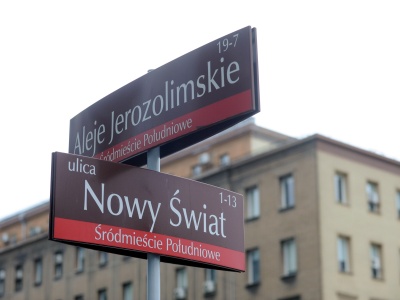 19-7
Aleje Jerozolimskie
Śródmieście Południowe
ulica
1-13
Nowy Świat
Śródmieście Południowe